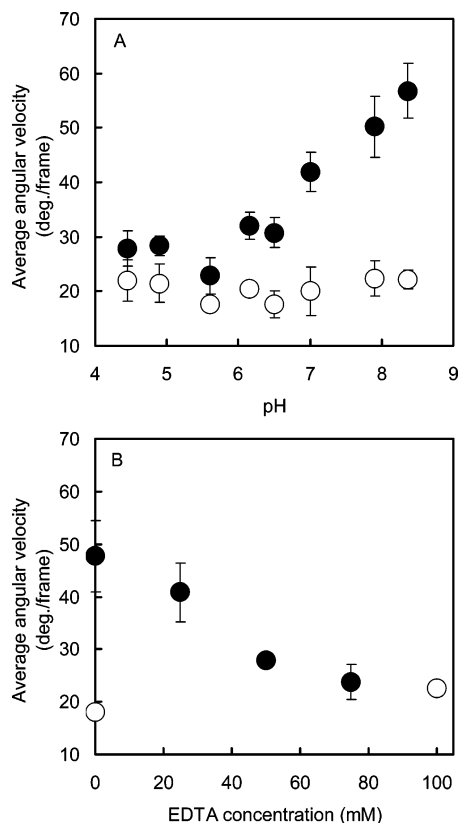 A
70
60
50
40
30
20
10
Average angular velocity
(deg./frame)
4 5 6 7 8 9
pH
B
70
60
50
40
30
20
10
Average angular velocity
(deg./frame)
0 20 40 60 80 100
EDTA concentration (mM)